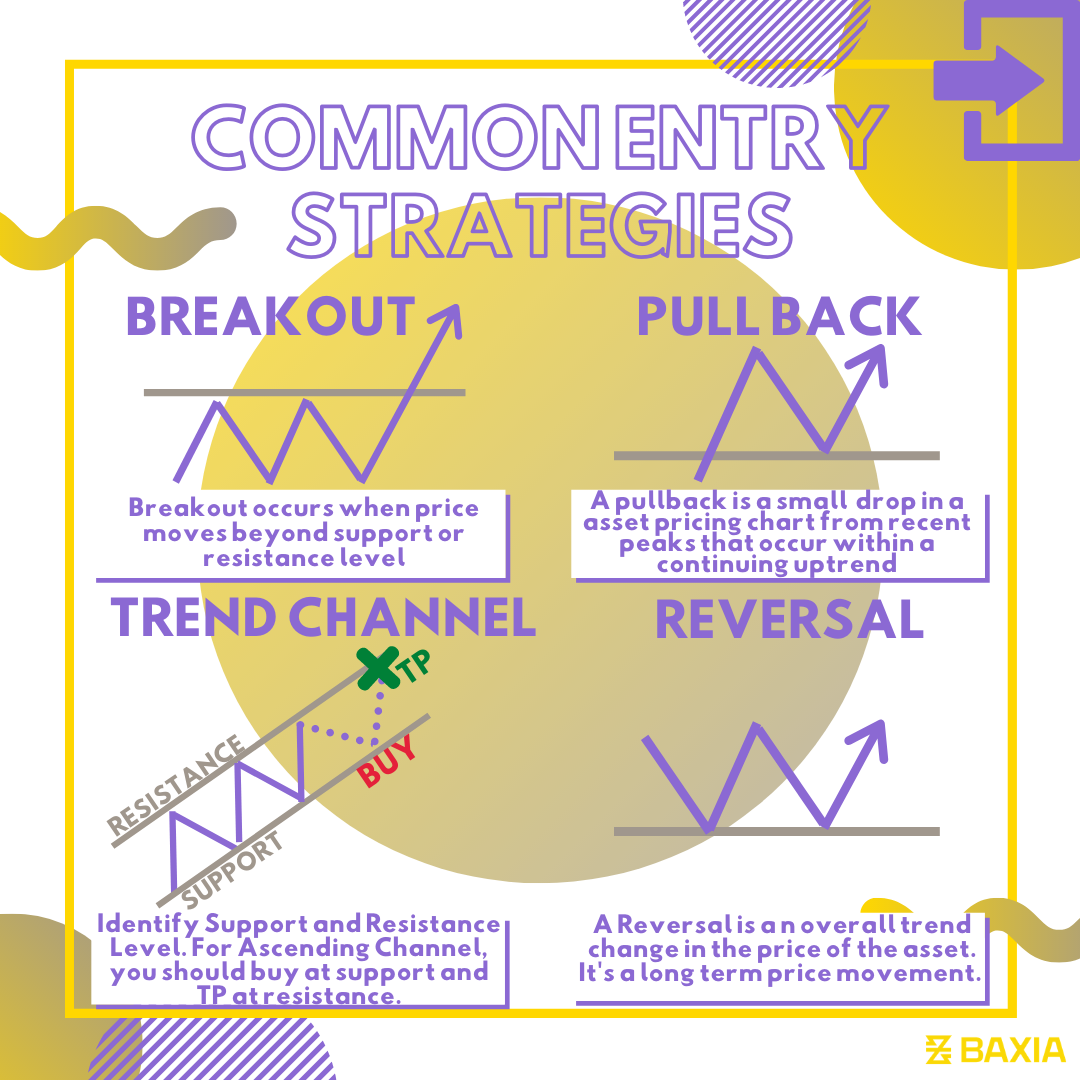 COMMON ENTRY
STRATEGIES
BREAKOUT
Breakout occurs when price
moves beyond support or
resistance level
PULL BACK
A pullback is a small drop in a
asset pricing chart from recent
peaks that occur within a
continuing uptrend
TREND CHANNEL
TP
BUY
RESISTANCE
SUPPORT
Identify Support and Resistance
Level. For Ascending Channel,
you should buy at support and
TP at resistance.
REVERSAL
A Reversal is an overall trend
change in the price of the asset.
It's a long term price movement.
BAXIA